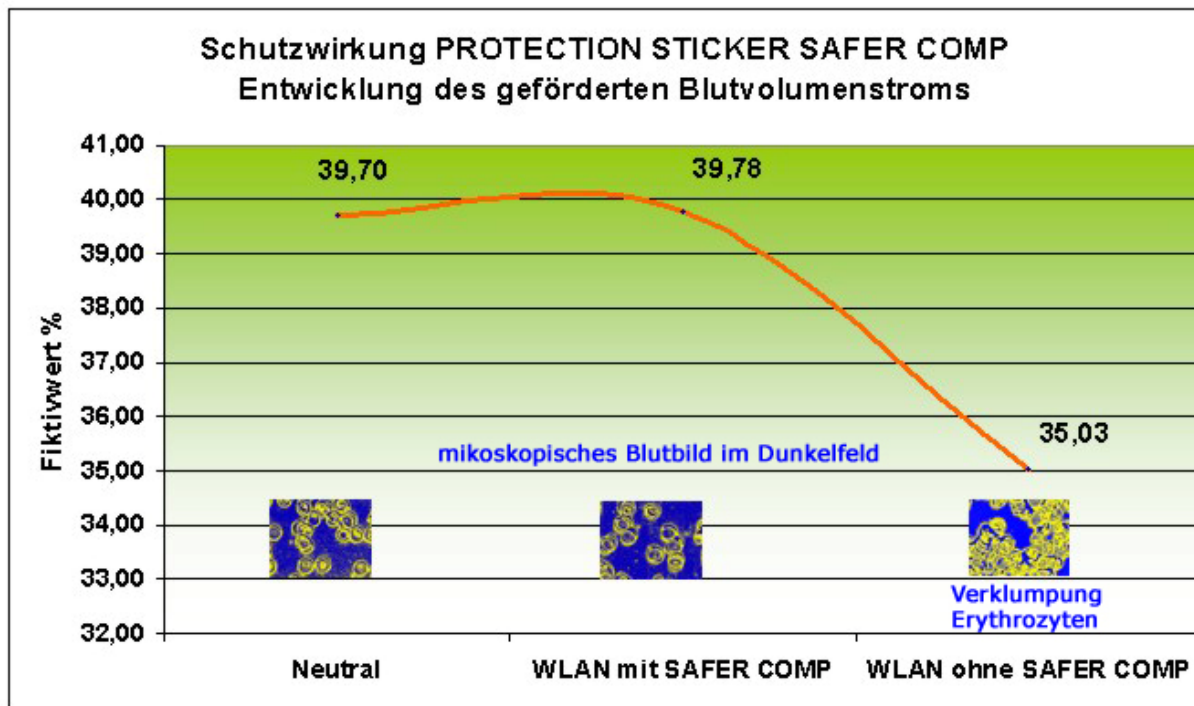 Schutzwirkung PROTECTION STICKER SAFER COMP
Entwicklung des geförderten Blutvolumenstroms
41,00
40,00
39,00
38,00
37,00
36,00
35,00
34,00
33,00
32,00
Fiktivwert %
39,70
39,78
35,03
mikoskopisches Blutbild im Dunkelfeld
Verklumpung
Erythrozyten
Neutral
WLAN mit SAFER COMP
WLAN ohne SAFER COMP